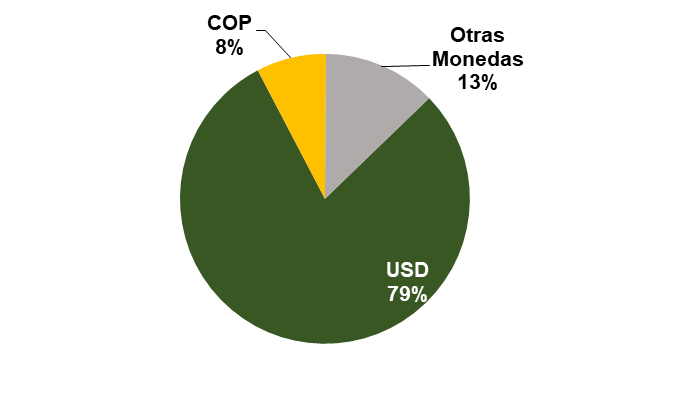 COP
8%
Otras
Monedas
13%
USD
79%